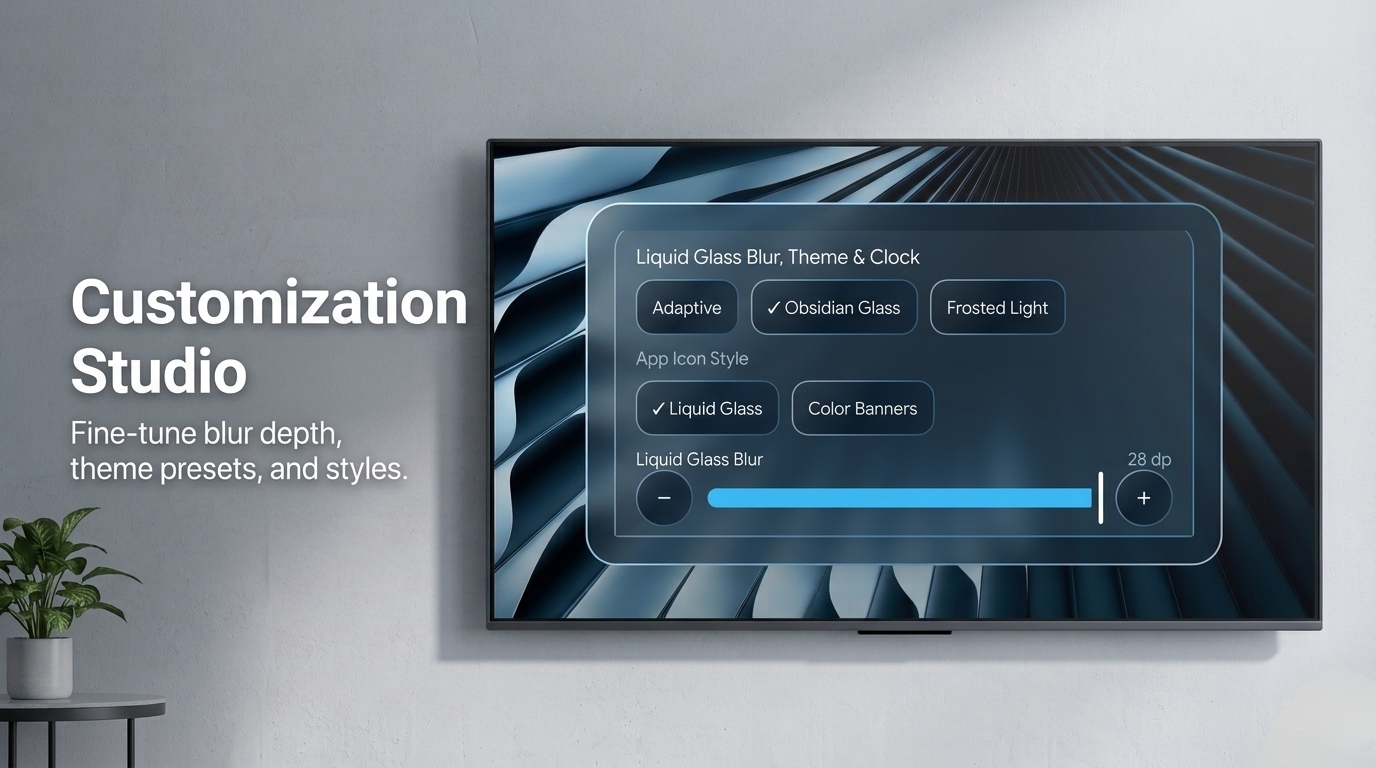 Customization
Studio
Fine-tune blur depth,
theme presets, and styles.
Liquid Glass Blur, Theme & Clock
Adaptive
✓ Obsidian Glass
Frosted Light
App Icon Style
✓ Liquid Glass
Color Banners
Liquid Glass Blur
28 dp
−
+